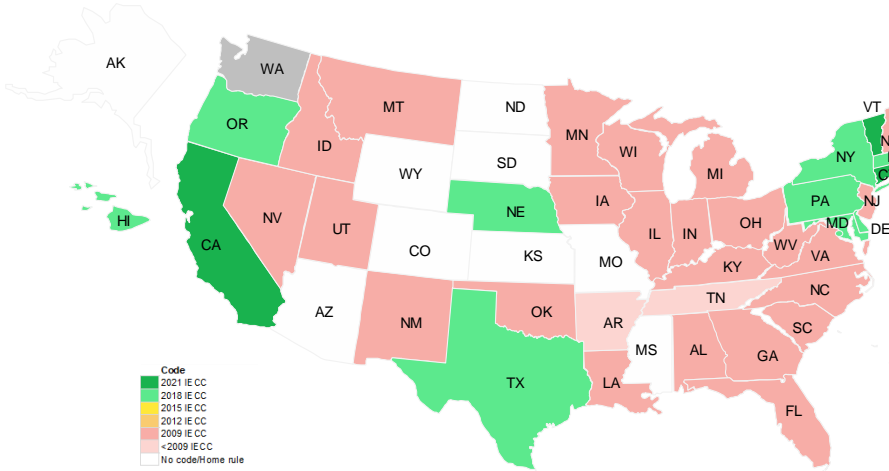 AK
WA
MT
ND
VT
MN
OR
ID
SD
WI
NY
N
WY
MI
PA
IA
NE
NJ
HI
NV
UT
OH
MD
DE
IL
IN
CA
CO
KS
MO
WV
VA
KY
NC
AZ
NM
OK
AR
TN
SC
MS
AL
GA
TX
LA
FL
Code
2021 IECC
2018 IECC
2015 IECC
2012 IECC
2009 IECC
<2009 IECC
No code/Home rule